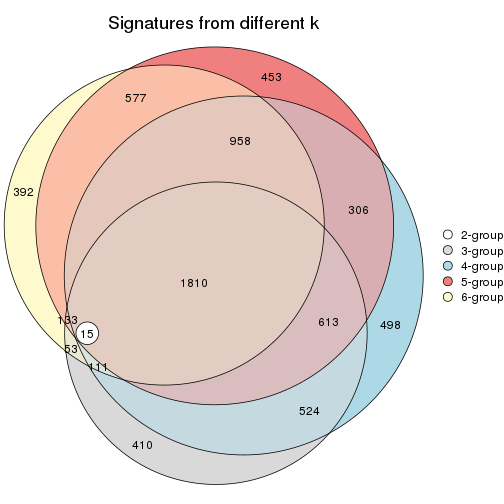 Signatures from different k
453
577
958
392
306
1810
133
15
613
498
53
111
524
410
2-group
3-group
4-group
5-group
6-group